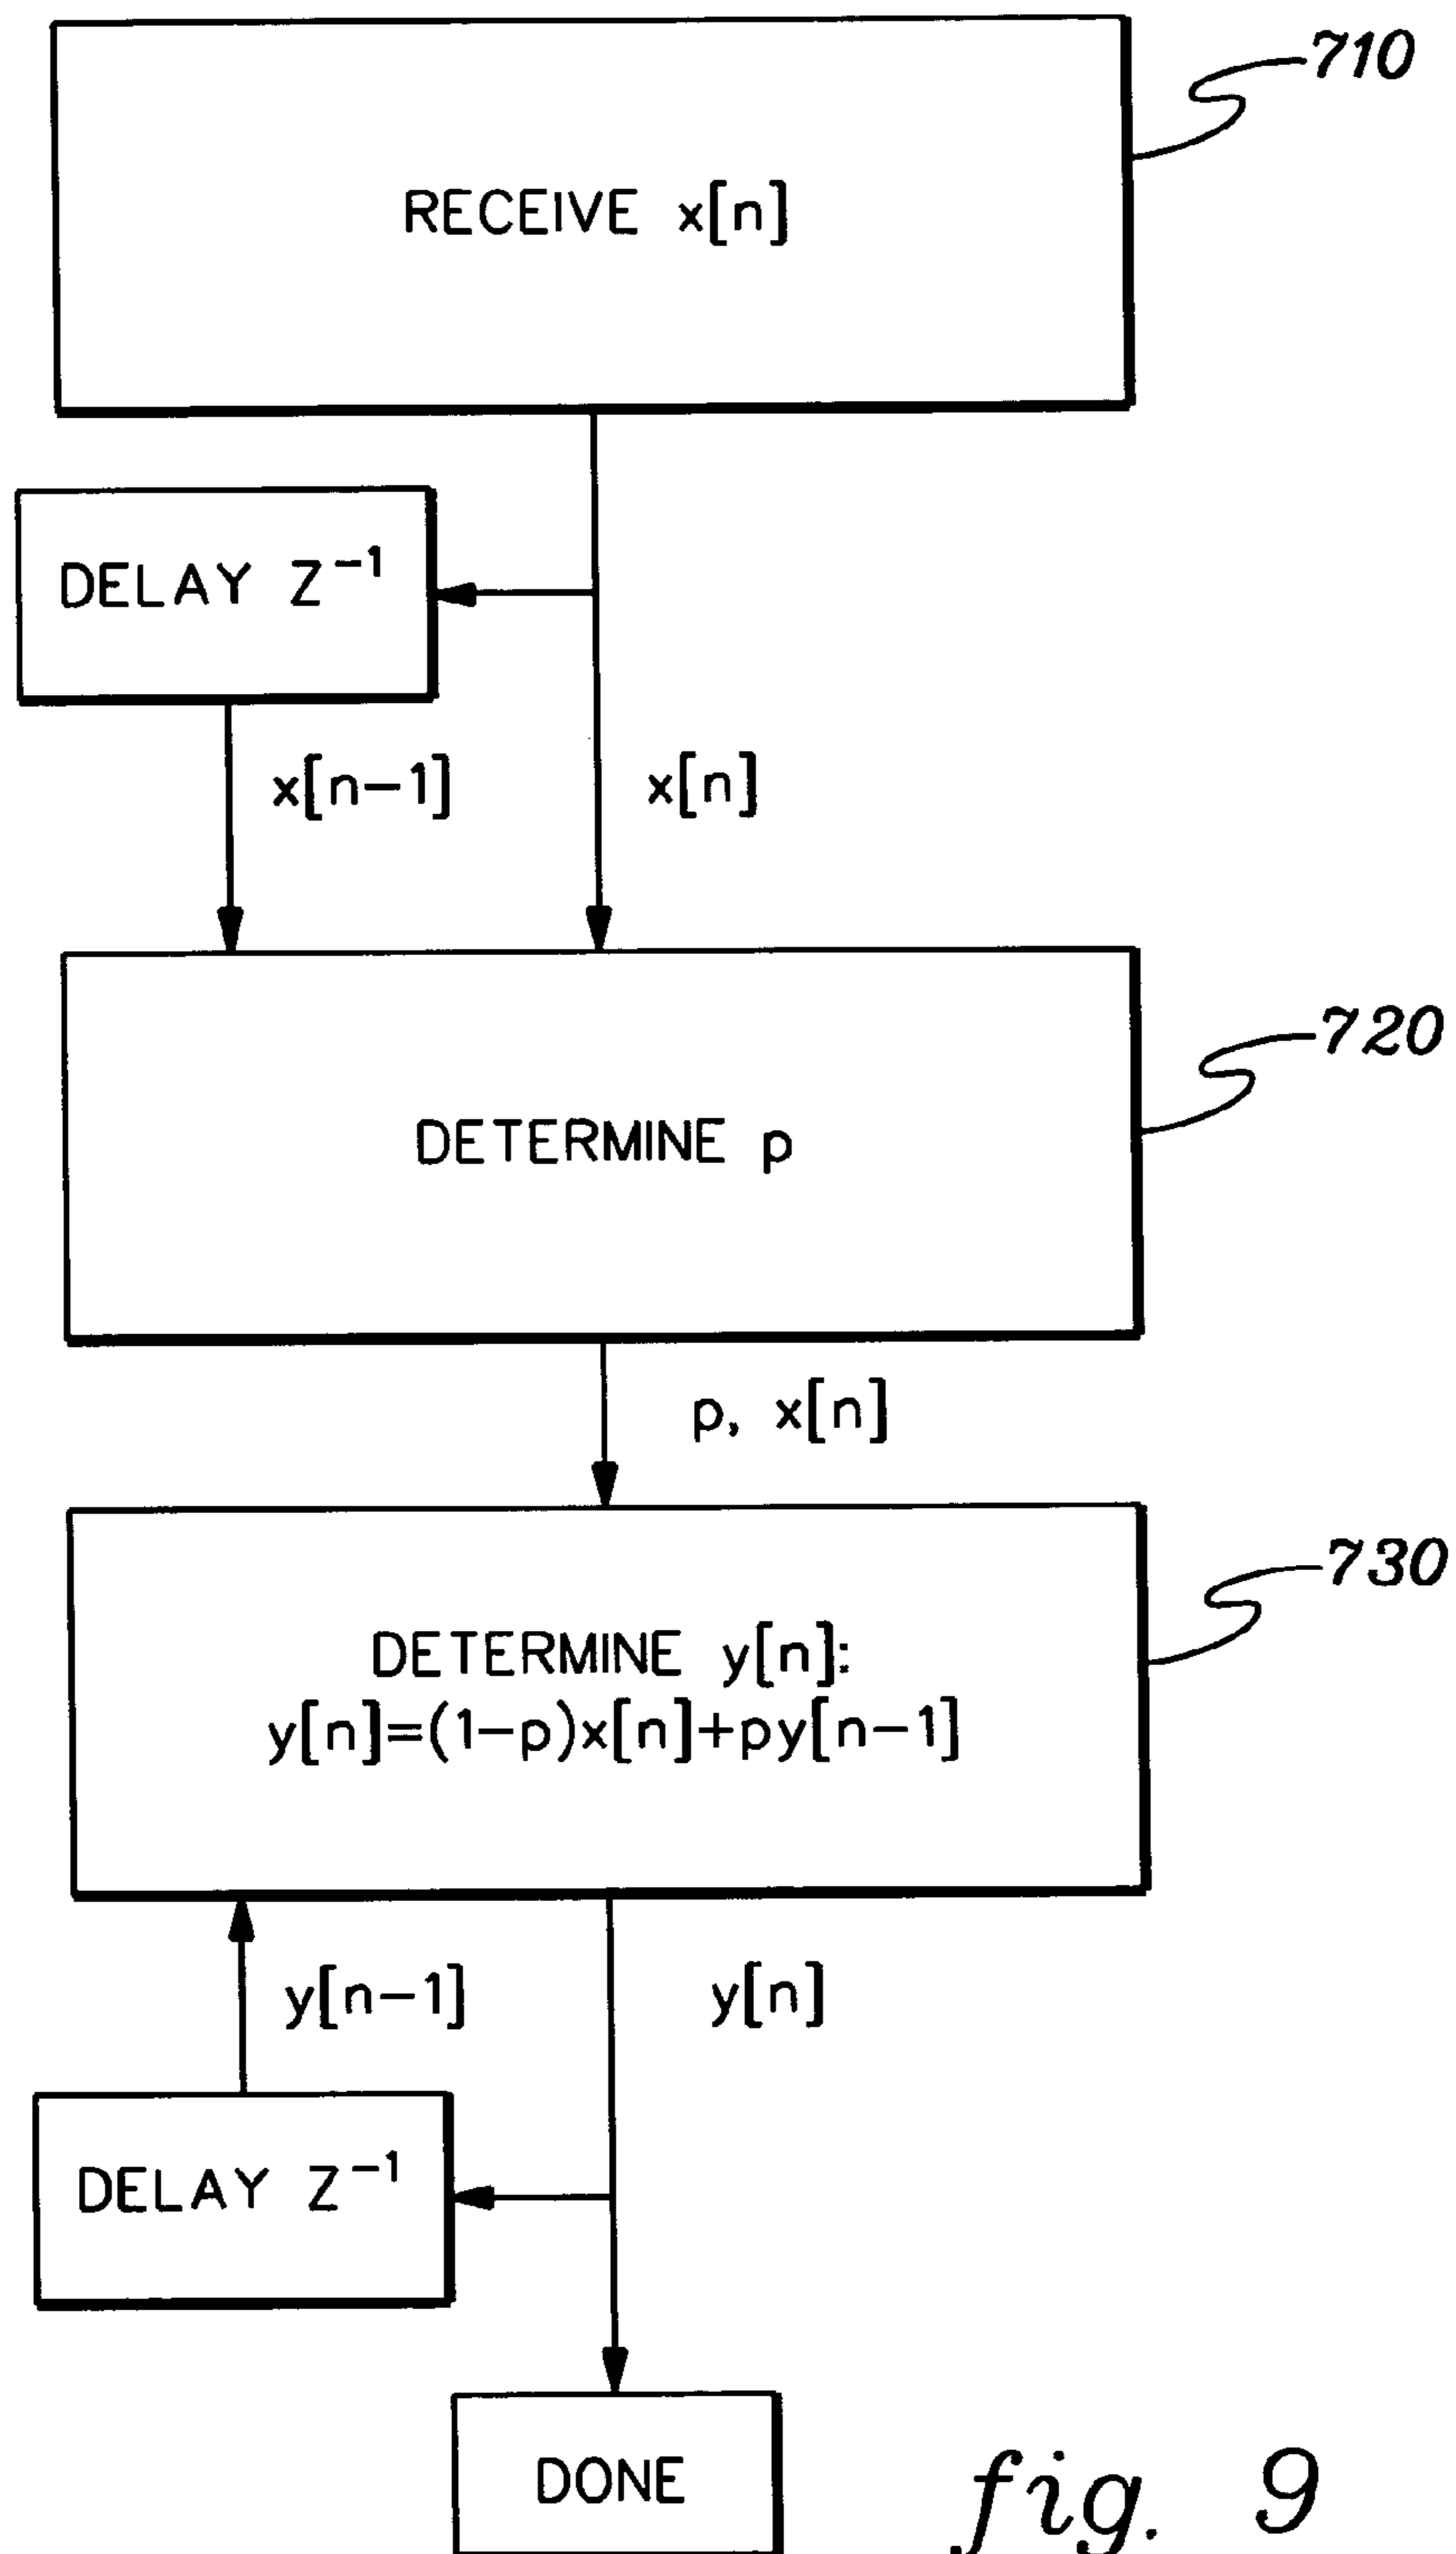 710
RECEIVE x[n]
DELAY Z⁻¹
x[n-1]
x[n]
720
DETERMINE p
p, x[n]
730
DETERMINE y[n]:
y[n]=(1-p)x[n]+py[n-1]
y[n-1]
y[n]
DELAY Z⁻¹
DONE
fig. 9